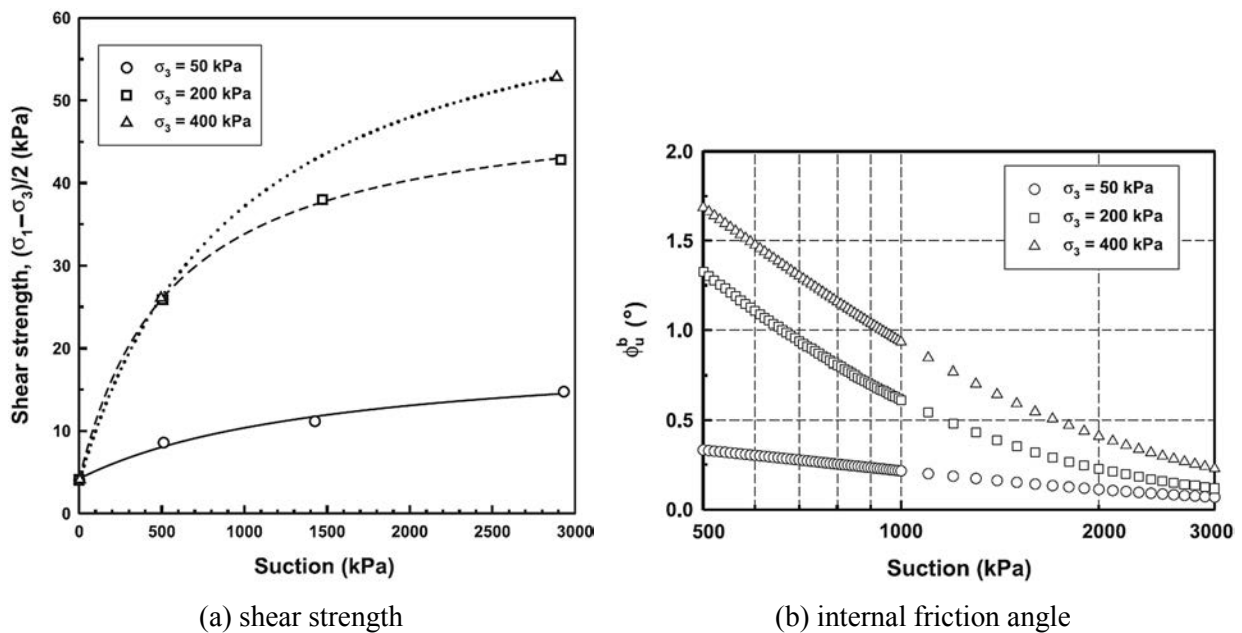 60
50
40
30
20
10
0
Shear strength, (σ₁–σ₃)/2 (kPa)
σ₃ = 50 kPa
σ₃ = 200 kPa
σ₃ = 400 kPa
0 500 1000 1500 2000 2500 3000
Suction (kPa)
(a) shear strength
2.0
1.5
1.0
0.5
0.0
ϕᵤᵇ (°)
σ₃ = 50 kPa
σ₃ = 200 kPa
σ₃ = 400 kPa
500 1000 2000 3000
Suction (kPa)
(b) internal friction angle